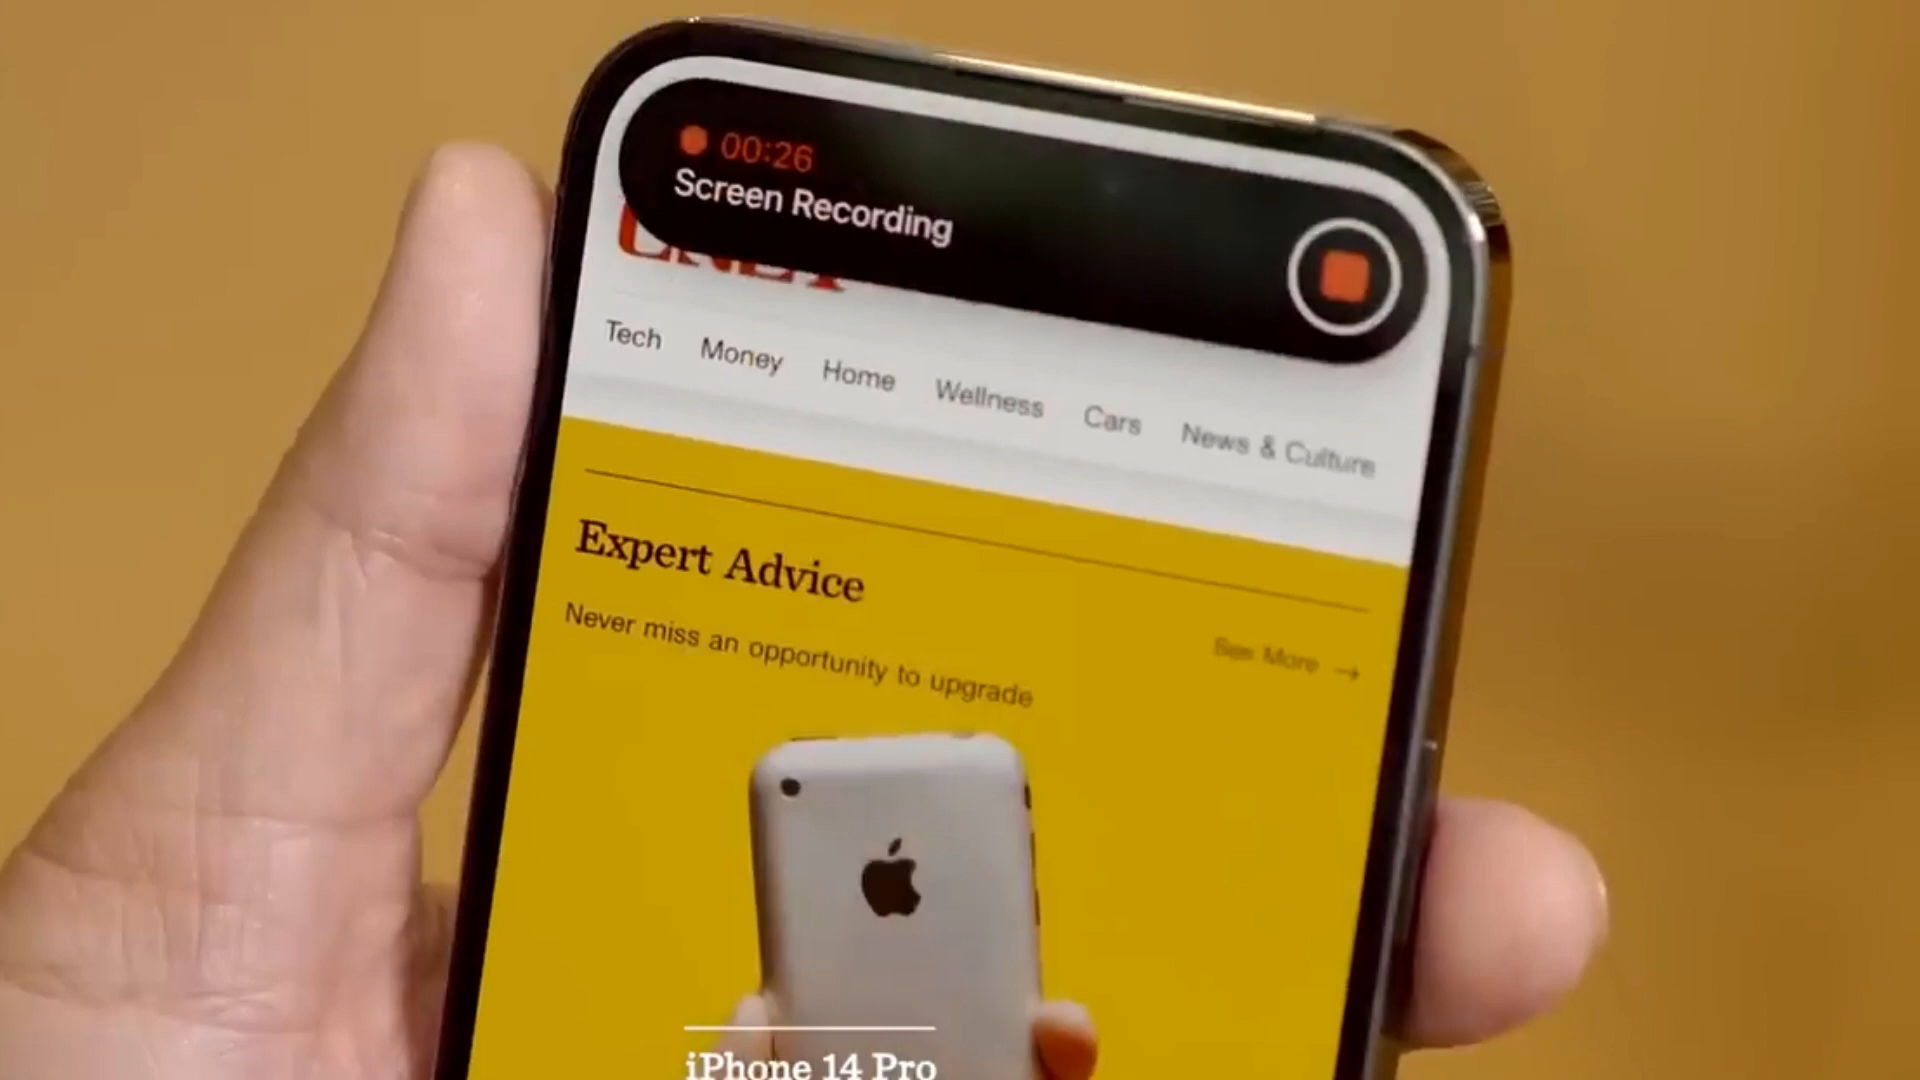 00:26
Screen Recording
CNET
Tech Money Home Wellness Cars News & Culture
Expert Advice
Never miss an opportunity to upgrade
See More →
iPhone 14 Pro